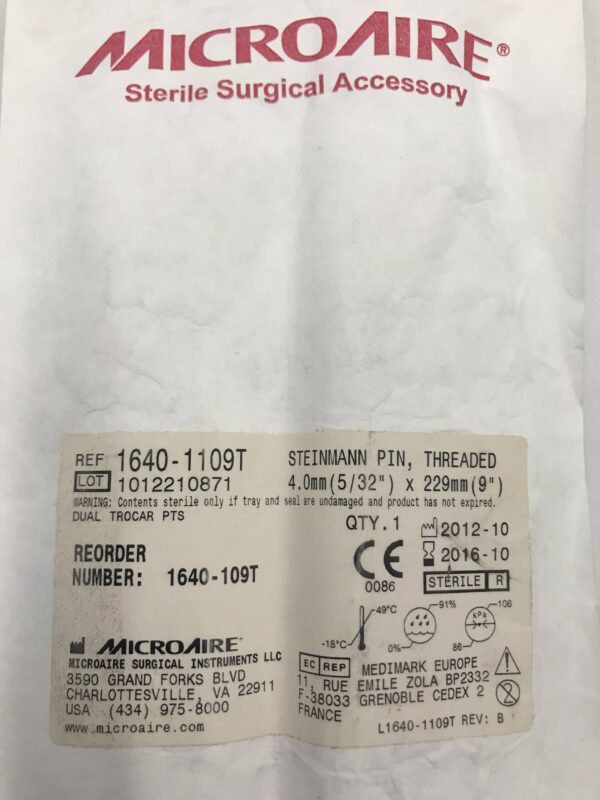 MICROAIRE®
Sterile Surgical Accessory
REF 1640-1109T
LOT 1012210871
STEINMANN PIN, THREADED
4.0mm(5/32") x 229mm(9")
WARNING: Contents sterile only if tray and seal are undamaged and product has not expired.
DUAL TROCAR PTS
QTY.1
2012-10
2016-10
STERILE R
CE
0086
REORDER
NUMBER: 1640-109T
-18°C
49°C
0%
91%
kPa
86
106
MICROAIRE®
MICROAIRE SURGICAL INSTRUMENTS LLC
3590 GRAND FORKS BLVD
CHARLOTTESVILLE, VA 22911
USA (434) 975-8000
www.microaire.com
EC REP
MEDIMARK EUROPE
11, RUE EMILE ZOLA BP2332
F-38033 GRENOBLE CEDEX 2
FRANCE
2
L1640-1109T REV: B